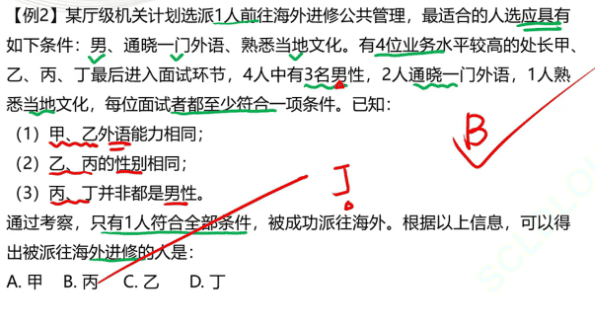 【例2】某厅级机关计划选派1人前往海外进修公共管理，最适合的人选应具有
如下条件：男、通晓一门外语、熟悉当地文化。有4位业务水平较高的处长甲、
乙、丙、丁最后进入面试环节，4人中有3名男性，2人通晓一门外语，1人熟
悉当地文化，每位面试者都至少符合一项条件。已知：
（1）甲、乙外语能力相同；
（2）乙、丙的性别相同；
（3）丙、丁并非都是男性。
B
丁
通过考察，只有1人符合全部条件，被成功派往海外。根据以上信息，可以得
出被派往海外进修的人是：
A. 甲 B. 丙 C. 乙 D. 丁